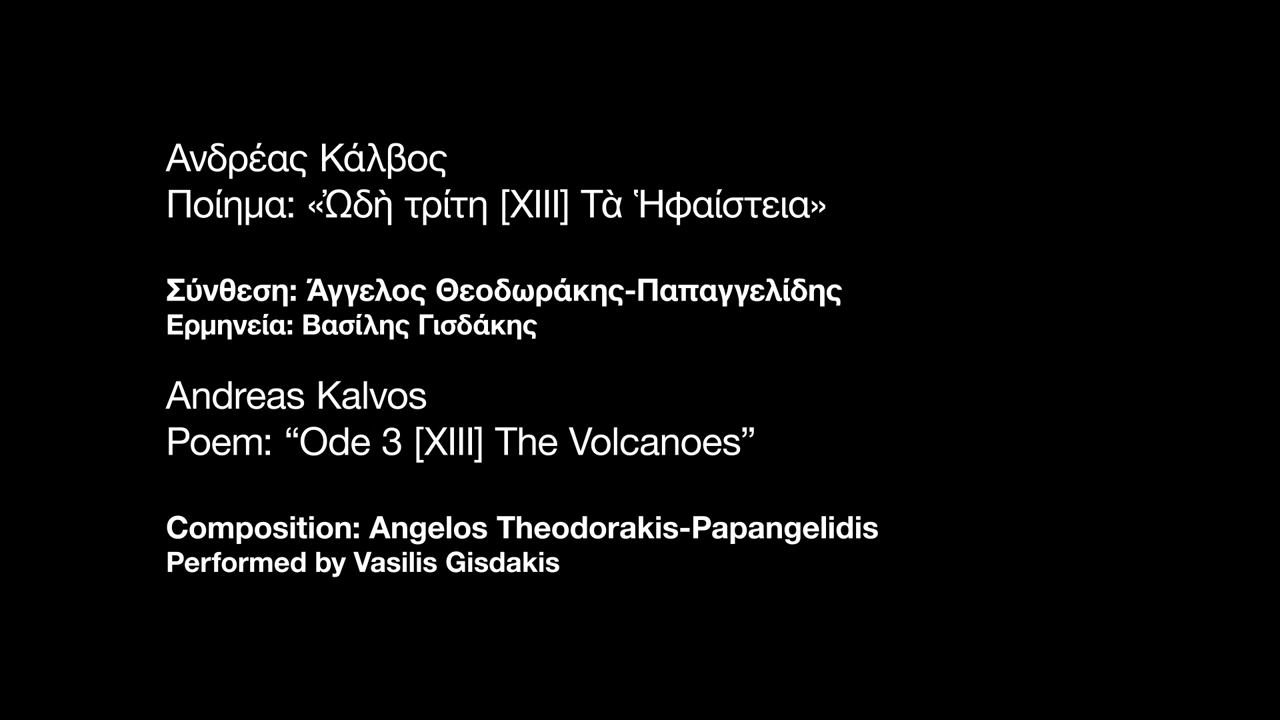 Ανδρέας Κάλβος
Ποίημα: «Ὠδὴ τρίτη [XIII] Τὰ Ἡφαίστεια»
Σύνθεση: Άγγελος Θεοδωράκης-Παπαγγελίδης
Ερμηνεία: Βασίλης Γισδάκης
Andreas Kalvos
Poem: “Ode 3 [XIII] The Volcanoes”
Composition: Angelos Theodorakis-Papangelidis
Performed by Vasilis Gisdakis